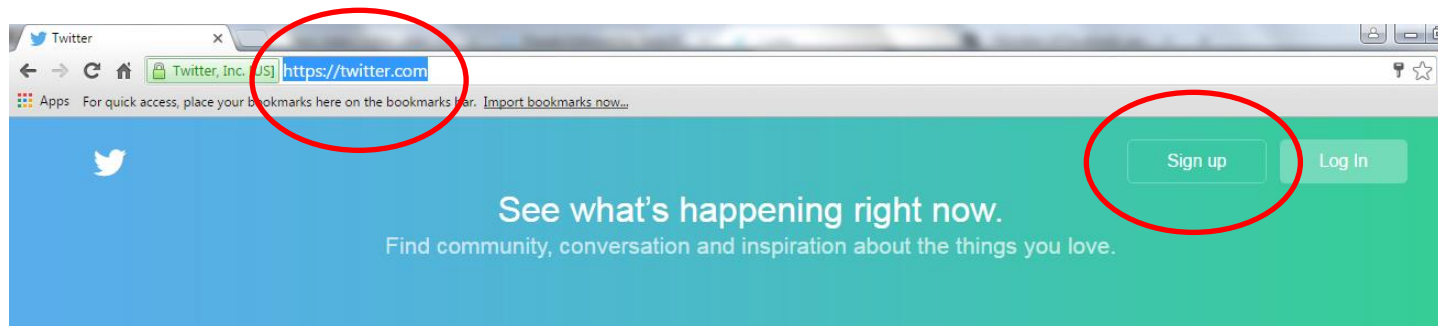 Twitter
Twitter, Inc. [US] https://twitter.com
Apps For quick access, place your bookmarks here on the bookmarks bar. Import bookmarks now...
Sign up Log In
See what's happening right now.
Find community, conversation and inspiration about the things you love.